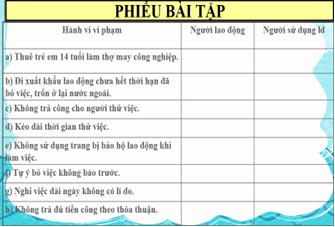 PHIẾU BÀI TẬP
Hành vi vi phạm
Người lao động
Người sử dụng lđ
a) Thuê trẻ em 14 tuổi làm thợ may công nghiệp.
b) Đi xuất khẩu lao động chưa hết thời hạn đã
bỏ việc, trốn ở lại nước ngoài.
c) Không trả công cho người thử việc.
d) Kéo dài thời gian thử việc.
e) Không sử dụng trang bị bảo hộ lao động khi
làm việc.
f) Tự ý bỏ việc không báo trước.
g) Nghỉ việc dài ngày không có lí do.
h) Không trả đủ tiền công theo thỏa thuận.